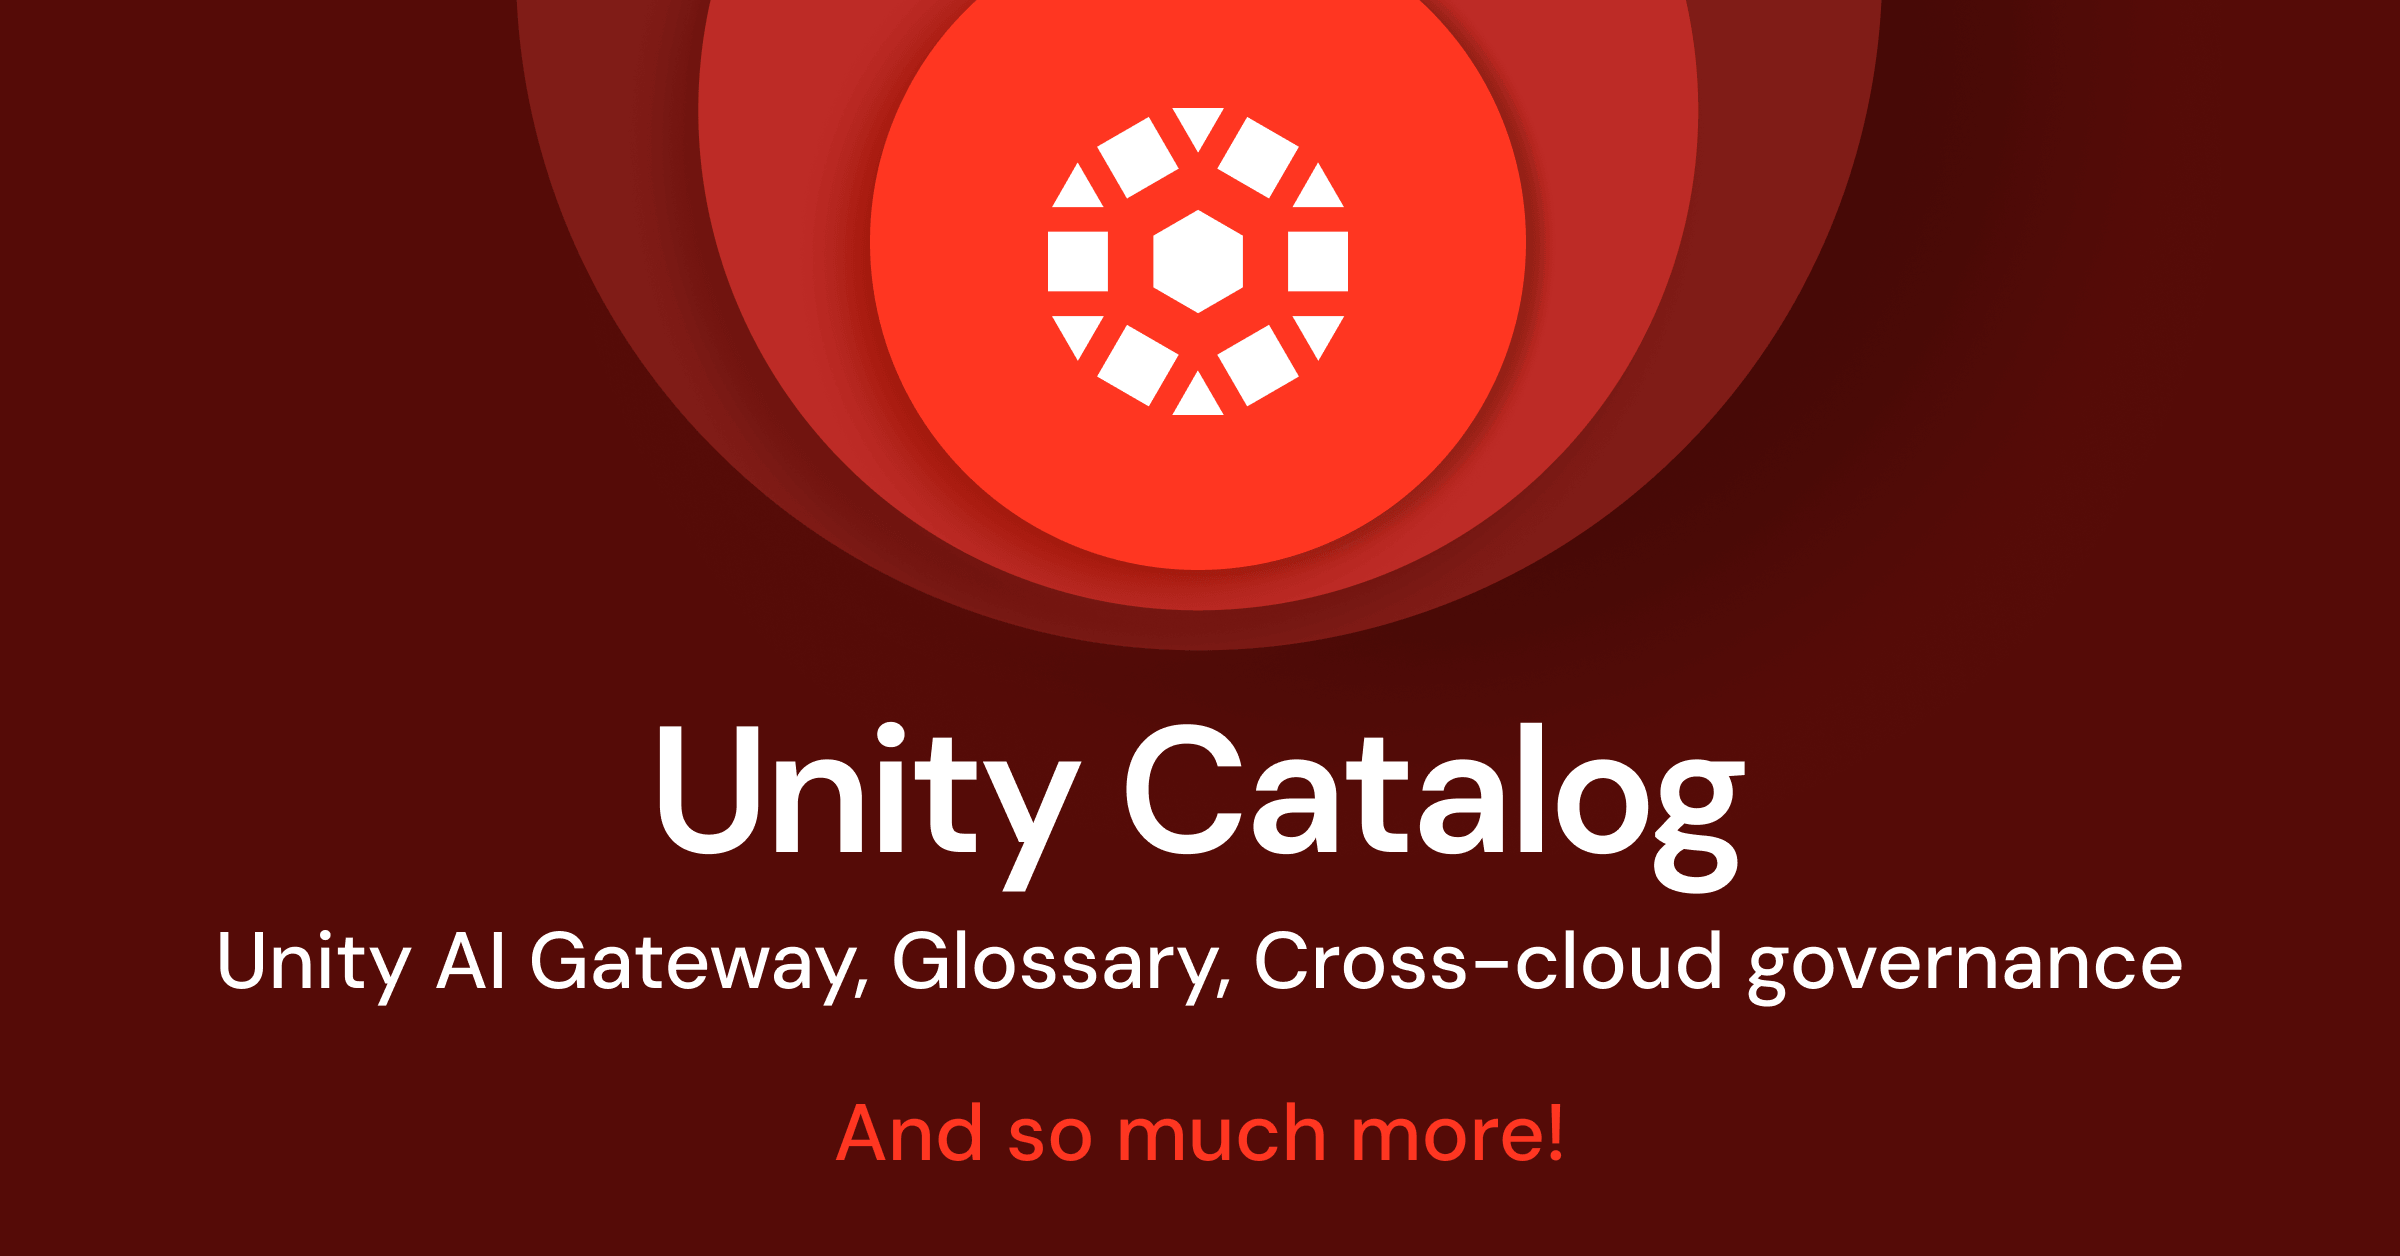 Unity Catalog
Unity AI Gateway, Glossary, Cross-cloud governance
And so much more!